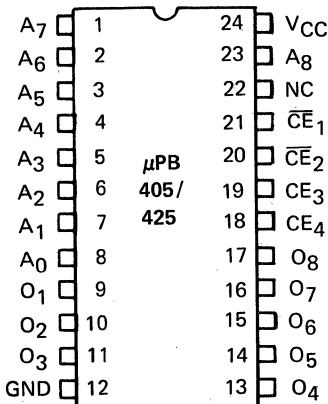 A7 1 24 VCC
A6 2 23 A8
A5 3 22 NC
A4 4 21 C̅E̅1
A3 5 20 C̅E̅2
μPB
A2 6 19 CE3
405/
A1 7 18 CE4
425
A0 8 17 O8
O1 9 16 O7
O2 10 15 O6
O3 11 14 O5
GND 12 13 O4